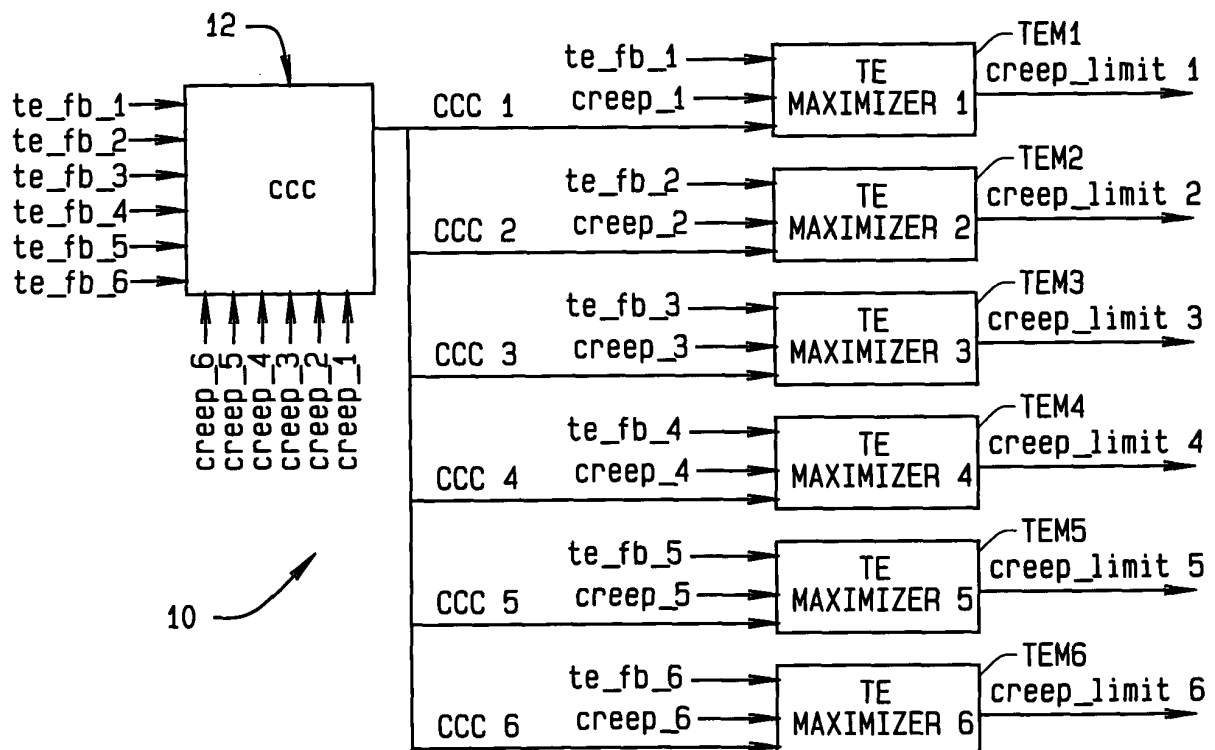 12
te_fb_1
te_fb_2
te_fb_3
te_fb_4
te_fb_5
te_fb_6
CCC
creep_6
creep_5
creep_4
creep_3
creep_2
creep_1
10
CCC 1
te_fb_1
creep_1
TE
MAXIMIZER 1
TEM1
creep_limit 1
CCC 2
te_fb_2
creep_2
TE
MAXIMIZER 2
TEM2
creep_limit 2
CCC 3
te_fb_3
creep_3
TE
MAXIMIZER 3
TEM3
creep_limit 3
CCC 4
te_fb_4
creep_4
TE
MAXIMIZER 4
TEM4
creep_limit 4
CCC 5
te_fb_5
creep_5
TE
MAXIMIZER 5
TEM5
creep_limit 5
CCC 6
te_fb_6
creep_6
TE
MAXIMIZER 6
TEM6
creep_limit 6